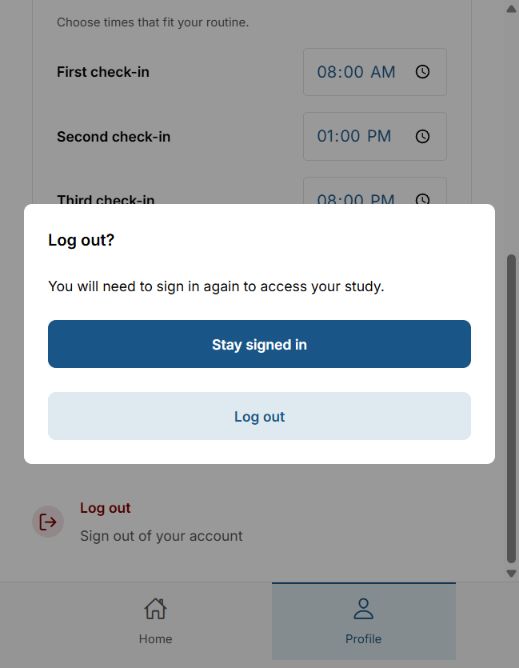 Choose times that fit your routine.
First check-in
08:00 AM
Second check-in
01:00 PM
Third check-in
08:00 PM
Log out?
You will need to sign in again to access your study.
Stay signed in
Log out
Log out
Sign out of your account
Home
Profile